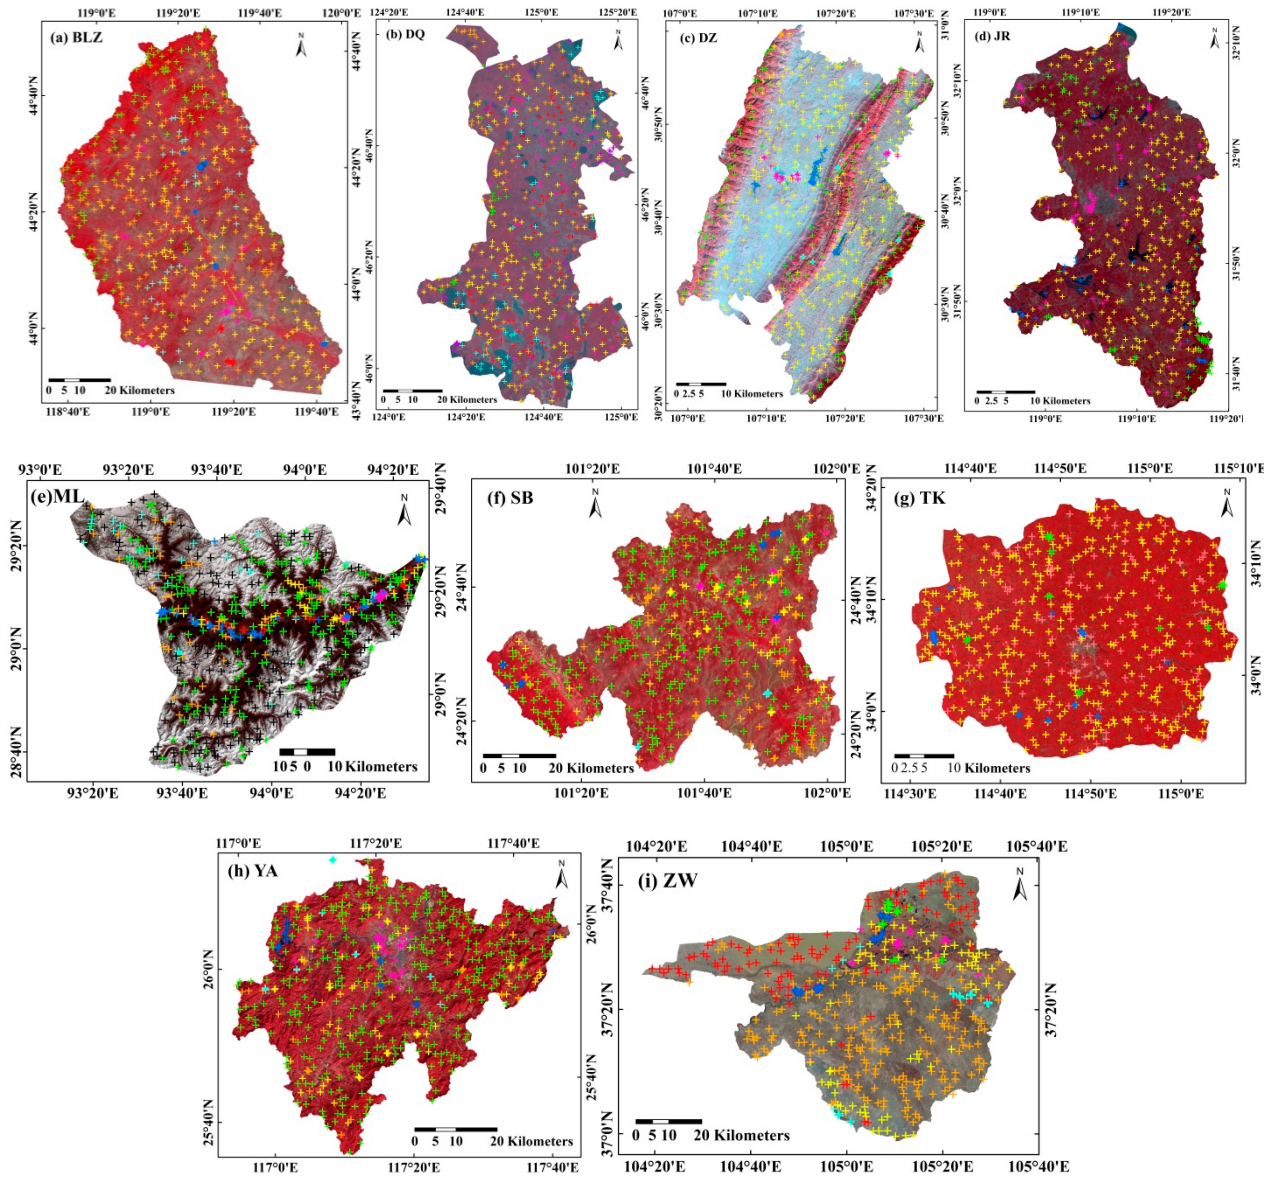 119°0'E 119°20'E 120°0'E
(a) BLZ
N
44°40'N
44°20'N
44°0'N
44°40'N
44°20'N
44°0'N
43°40'N
0 5 10 20 Kilometers
118°40'E 119°0'E 119°20'E 119°40'E
124°40'E 125°0'E 125°20'E
(b) DQ
N
46°40'N
46°20'N
46°0'N
46°40'N
46°20'N
46°0'N
0 5 10 20 Kilometers
124°0'E 124°20'E 124°40'E 125°0'E
107°0'E 107°10'E 107°20'E 107°30'E
(c) DZ
N
31°0'N
30°50'N
30°40'N
30°30'N
30°50'N
30°40'N
30°30'N
30°20'N
0 2.5 5 10 Kilometers
107°0'E 107°10'E 107°20'E 107°30'E
119°0'E 119°10'E 119°20'E
(d) JR
N
32°10'N
32°0'N
31°50'N
32°10'N
32°0'N
31°50'N
31°40'N
0 2.5 5 10 Kilometers
119°0'E 119°10'E 119°20'E
93°0'E 93°20'E 93°40'E 94°0'E 94°20'E
(e)ML
N
29°20'N
29°0'N
28°40'N
29°40'N
29°20'N
29°0'N
10 5 0 10 Kilometers
93°20'E 93°40'E 94°0'E 94°20'E
101°20'E 101°40'E 102°0'E
(f) SB
N
24°40'N
24°20'N
24°40'N
24°20'N
0 5 10 20 Kilometers
101°20'E 101°40'E 102°0'E
114°40'E 114°50'E 115°0'E 115°10'E
(g) TK
N
34°20'N
34°10'N
34°0'N
34°10'N
34°0'N
0 2.5 5 10 Kilometers
114°30'E 114°40'E 114°50'E 115°0'E
117°0'E 117°20'E 117°40'E
(h) YA
N
26°0'N
25°40'N
26°0'N
25°40'N
0 5 10 20 Kilometers
117°0'E 117°20'E 117°40'E
104°20'E 104°40'E 105°0'E 105°20'E 105°40'E
(i) ZW
N
37°40'N
37°20'N
37°0'N
37°20'N
37°0'N
0 5 10 20 Kilometers
104°20'E 104°40'E 105°0'E 105°20'E 105°40'E